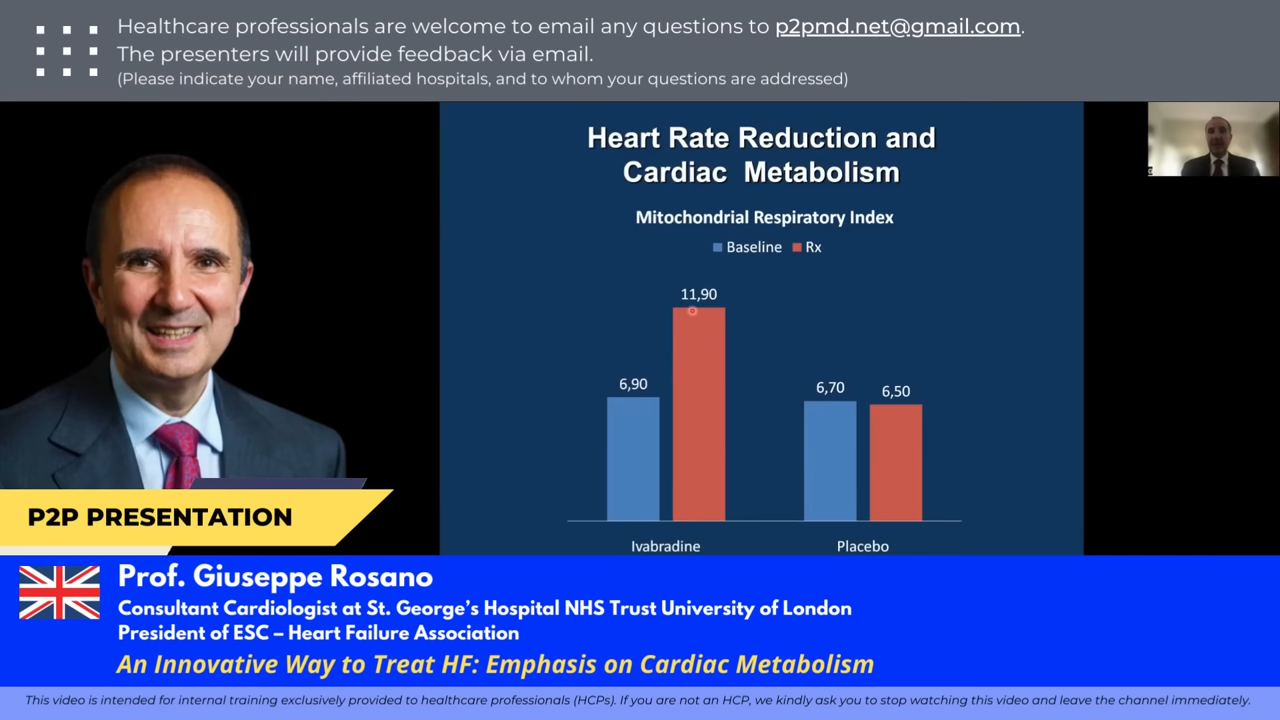 Healthcare professionals are welcome to email any questions to p2pmd.net@gmail.com.
The presenters will provide feedback via email.
(Please indicate your name, affiliated hospitals, and to whom your questions are addressed)
Heart Rate Reduction and
Cardiac Metabolism
Mitochondrial Respiratory Index
Baseline Rx
11,90
6,90
6,70
6,50
Ivabradine Placebo
P2P PRESENTATION
Prof. Giuseppe Rosano
Consultant Cardiologist at St. George's Hospital NHS Trust University of London
President of ESC – Heart Failure Association
An Innovative Way to Treat HF: Emphasis on Cardiac Metabolism
This video is intended for internal training exclusively provided to healthcare professionals (HCPs). If you are not an HCP, we kindly ask you to stop watching this video and leave the channel immediately.